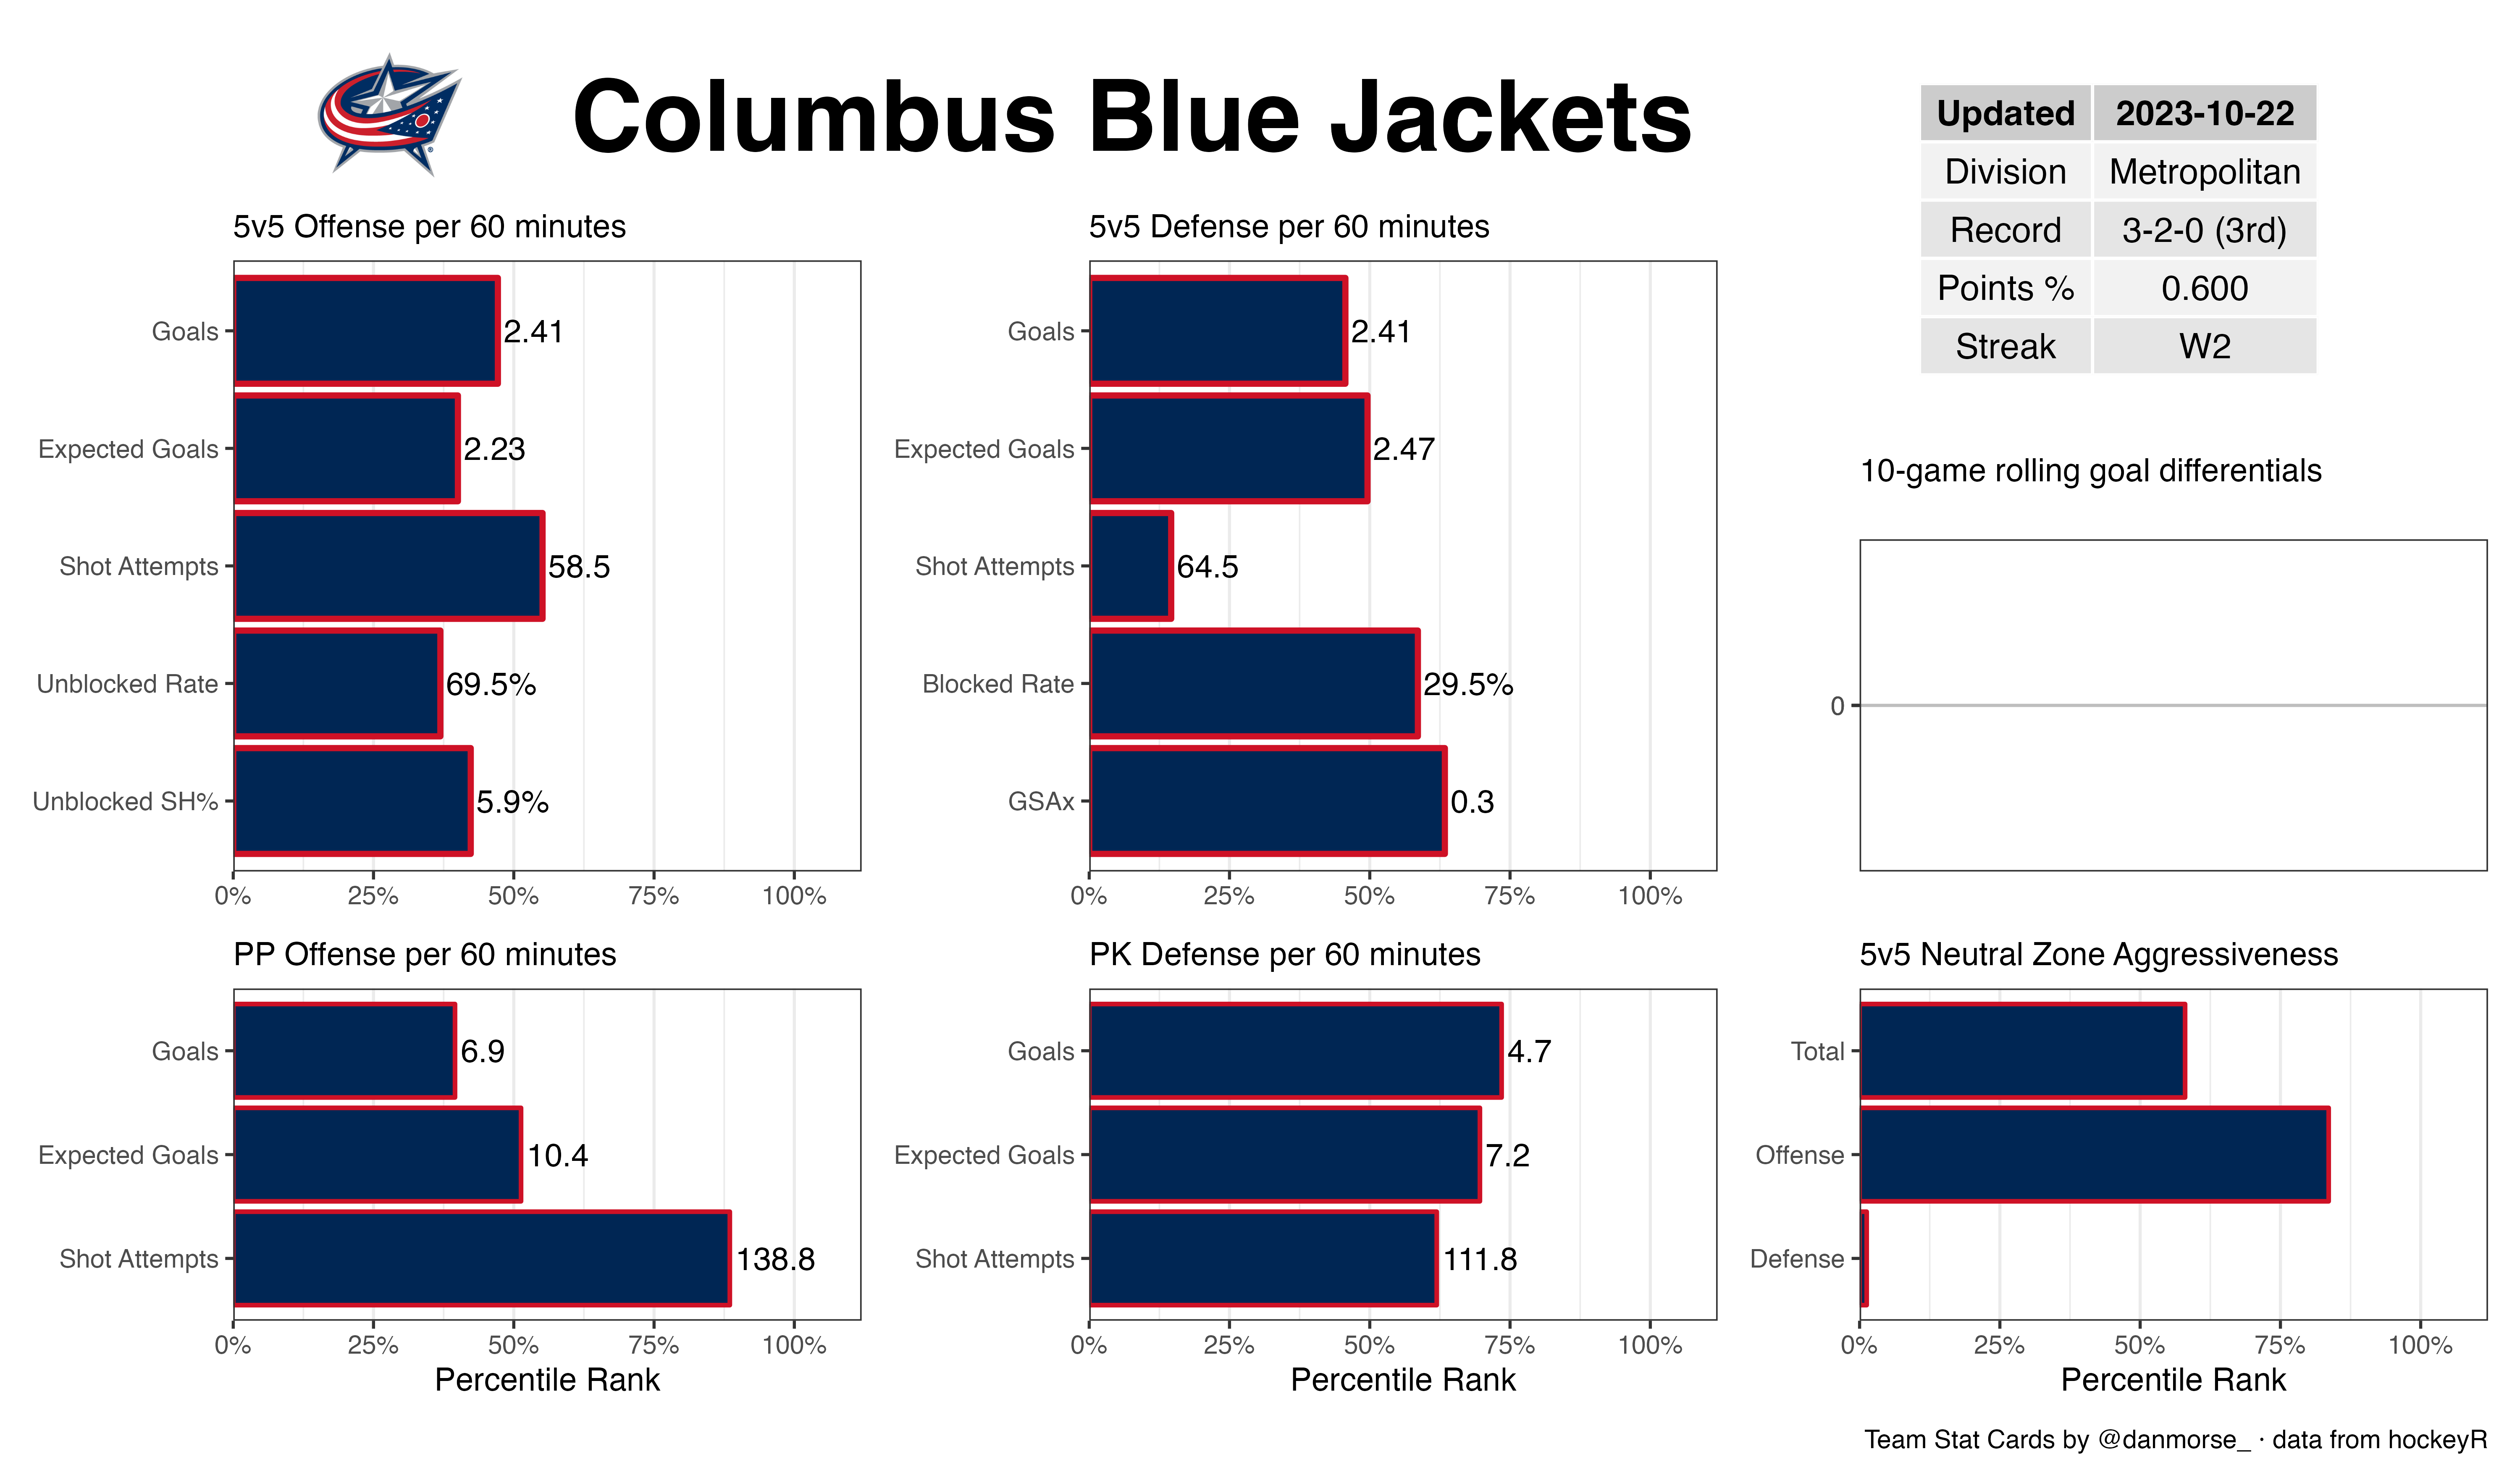 Columbus Blue Jackets
Updated 2023-10-22
Division Metropolitan
Record 3-2-0 (3rd)
Points % 0.600
Streak W2
5v5 Offense per 60 minutes
Goals 2.41
Expected Goals 2.23
Shot Attempts 58.5
Unblocked Rate 69.5%
Unblocked SH% 5.9%
0% 25% 50% 75% 100%
5v5 Defense per 60 minutes
Goals 2.41
Expected Goals 2.47
Shot Attempts 64.5
Blocked Rate 29.5%
GSAx 0.3
0% 25% 50% 75% 100%
10-game rolling goal differentials
0
PP Offense per 60 minutes
Goals 6.9
Expected Goals 10.4
Shot Attempts 138.8
0% 25% 50% 75% 100%
Percentile Rank
PK Defense per 60 minutes
Goals 4.7
Expected Goals 7.2
Shot Attempts 111.8
0% 25% 50% 75% 100%
Percentile Rank
5v5 Neutral Zone Aggressiveness
Total
Offense
Defense
0% 25% 50% 75% 100%
Percentile Rank
Team Stat Cards by @danmorse_ · data from hockeyR